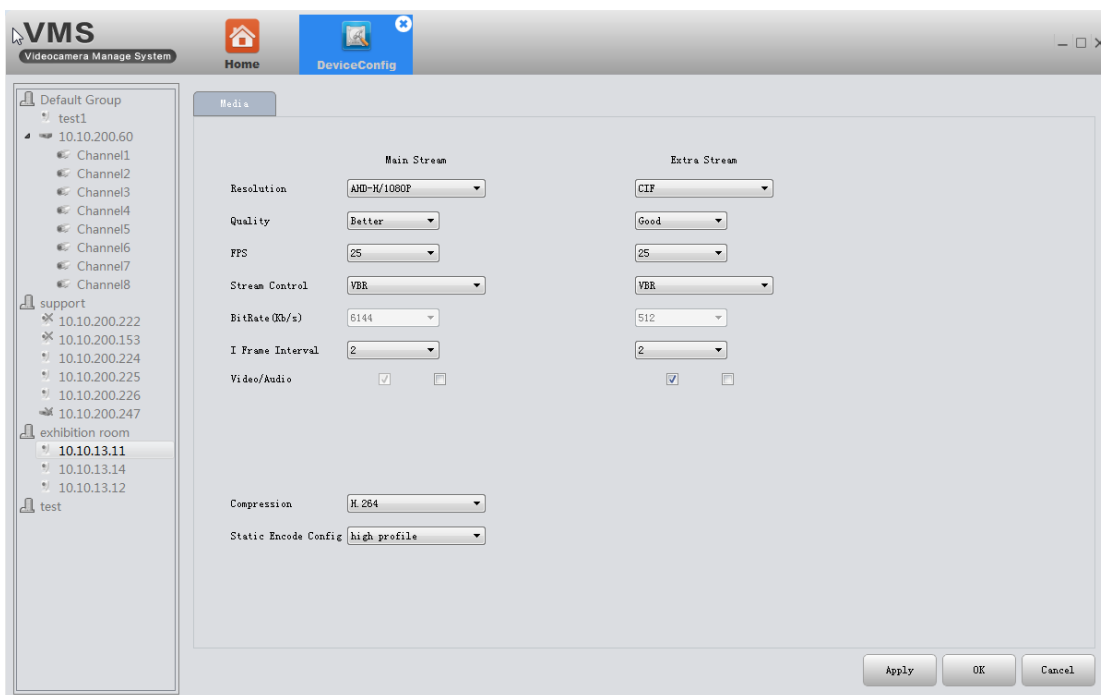 VMS
Videocamera Manage System
Home
DeviceConfig
Default Group
test1
10.10.200.60
Channel1
Channel2
Channel3
Channel4
Channel5
Channel6
Channel7
Channel8
support
10.10.200.222
10.10.200.153
10.10.200.224
10.10.200.225
10.10.200.226
10.10.200.247
exhibition room
10.10.13.11
10.10.13.14
10.10.13.12
test
Media
Main Stream Extra Stream
Resolution AHD-H/1080P CIF
Quality Better Good
FPS 25 25
Stream Control VBR VBR
BitRate(Kb/s) 6144 512
I Frame Interval 2 2
Video/Audio
Compression H.264
Static Encode Config high profile
Apply OK Cancel